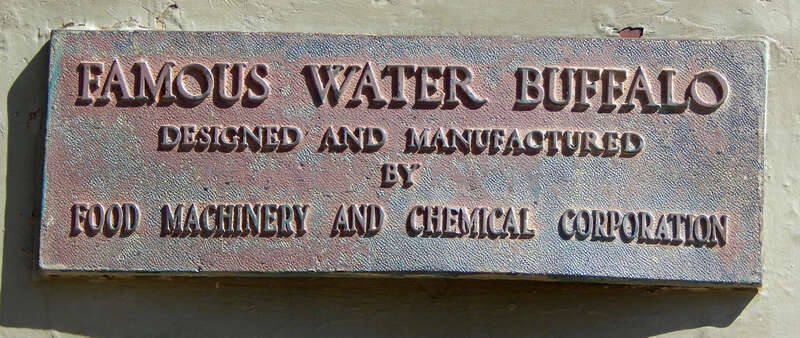 FAMOUS WATER BUFFALO
DESIGNED AND MANUFACTURED
BY
FOOD MACHINERY AND CHEMICAL CORPORATION